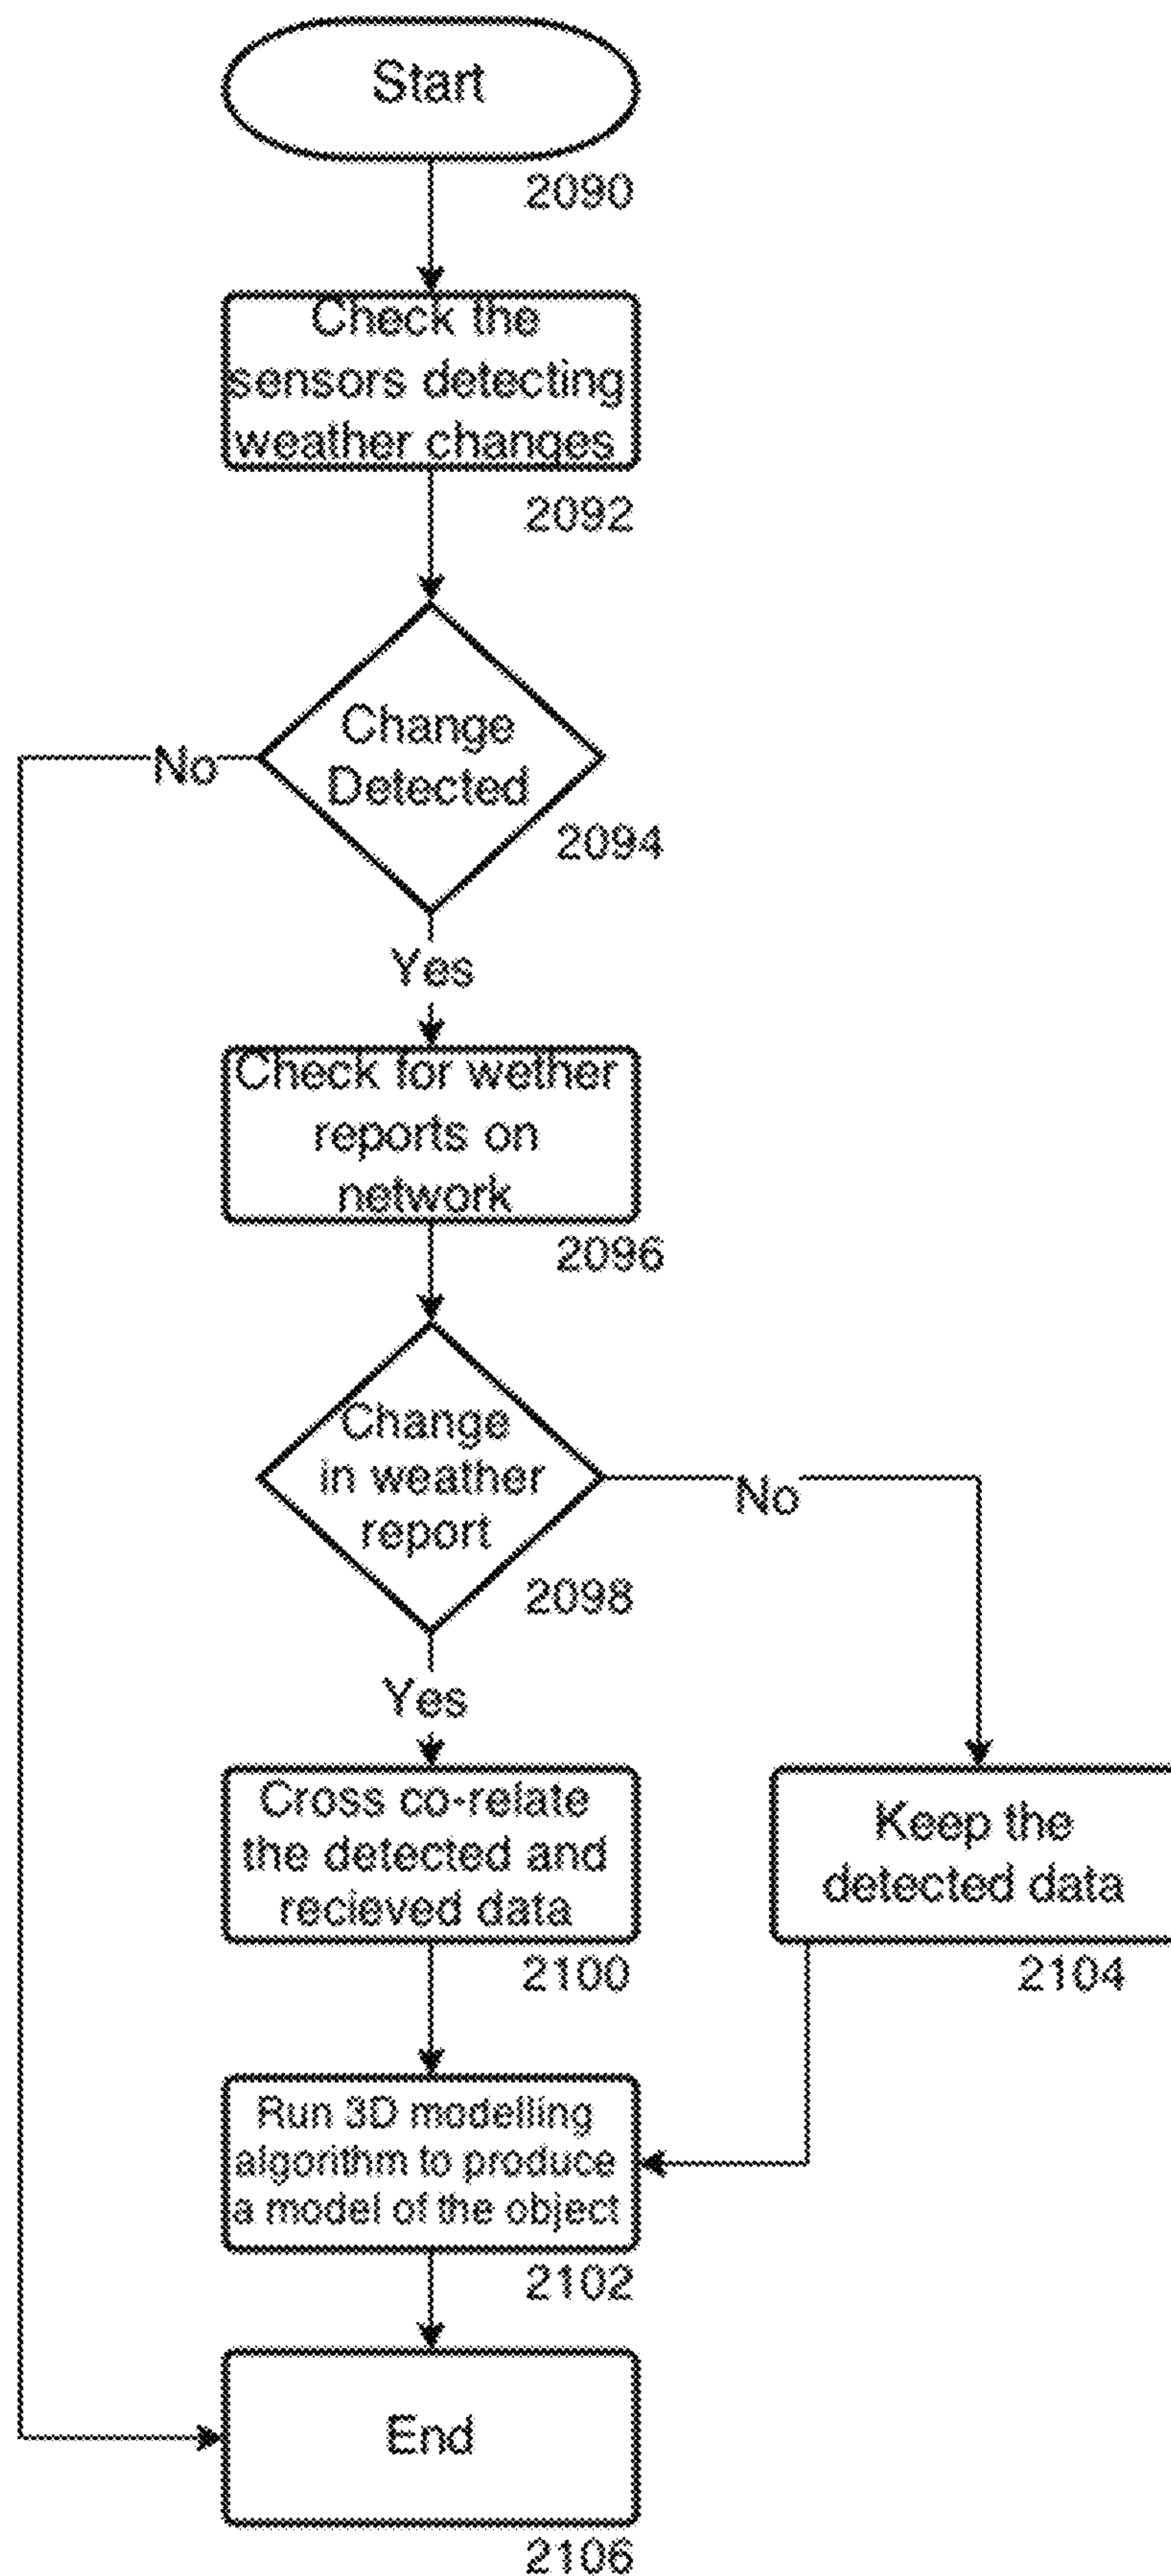 Start
2090
Check the
sensors detecting
weather changes
2092
Change
Detected
No
2094
Yes
Check for wether
reports on
network
2096
Change
in weather
report
No
2098
Yes
Cross co-relate
the detected and
recieved data
2100
Keep the
detected data
2104
Run 3D modelling
algorithm to produce
a model of the object
2102
End
2106